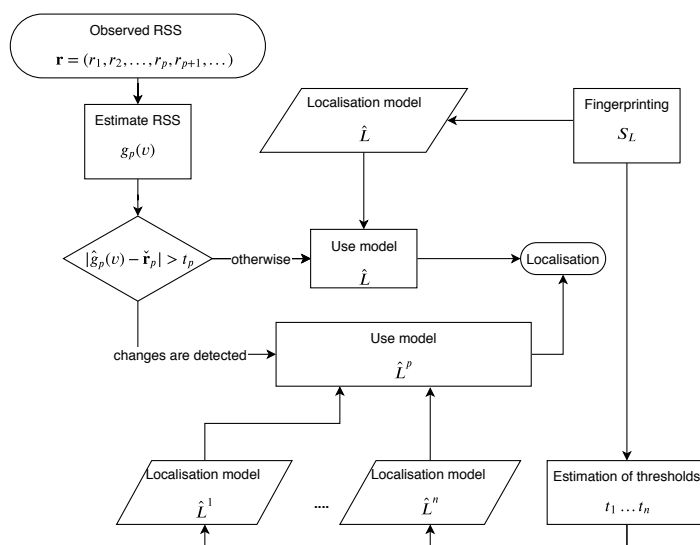 Observed RSS
r = (r₁, r₂, … , rₚ, rₚ₊₁, … )
Estimate RSS
gₚ(v)
Localisation model
L̂
Fingerprinting
S_L
|ĝₚ(v) − ř̌ₚ| > tₚ
otherwise
Use model
L̂
Localisation
changes are detected
Use model
L̂ᵖ
Localisation model
L̂¹
....
Localisation model
L̂ⁿ
Estimation of thresholds
t₁ … tₙ